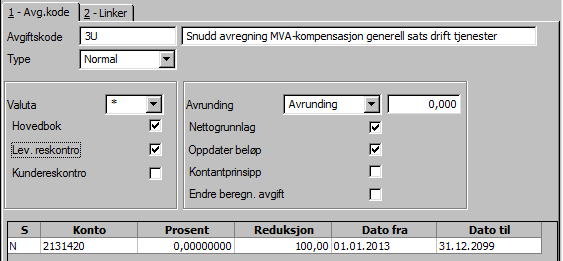 1 - Avg.kode 2 - Linker
Avgiftskode 3U Snudd avregning MVA-kompensasjon generell sats drift tjenester
Type Normal
Valuta * Avrunding Avrunding 0,000
Hovedbok Nettogrunnlag
Lev. reskontro Oppdater beløp
Kundereskontro Kontantprinsipp
Endre beregn. avgift
S Konto Prosent Reduksjon Dato fra Dato til
N 2131420 0,00000000 100,00 01.01.2013 31.12.2099